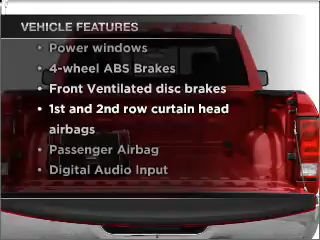 VEHICLE FEATURES
• Power windows
• 4-wheel ABS Brakes
• Front Ventilated disc brakes
• 1st and 2nd row curtain head
airbags
• Passenger Airbag
• Digital Audio Input